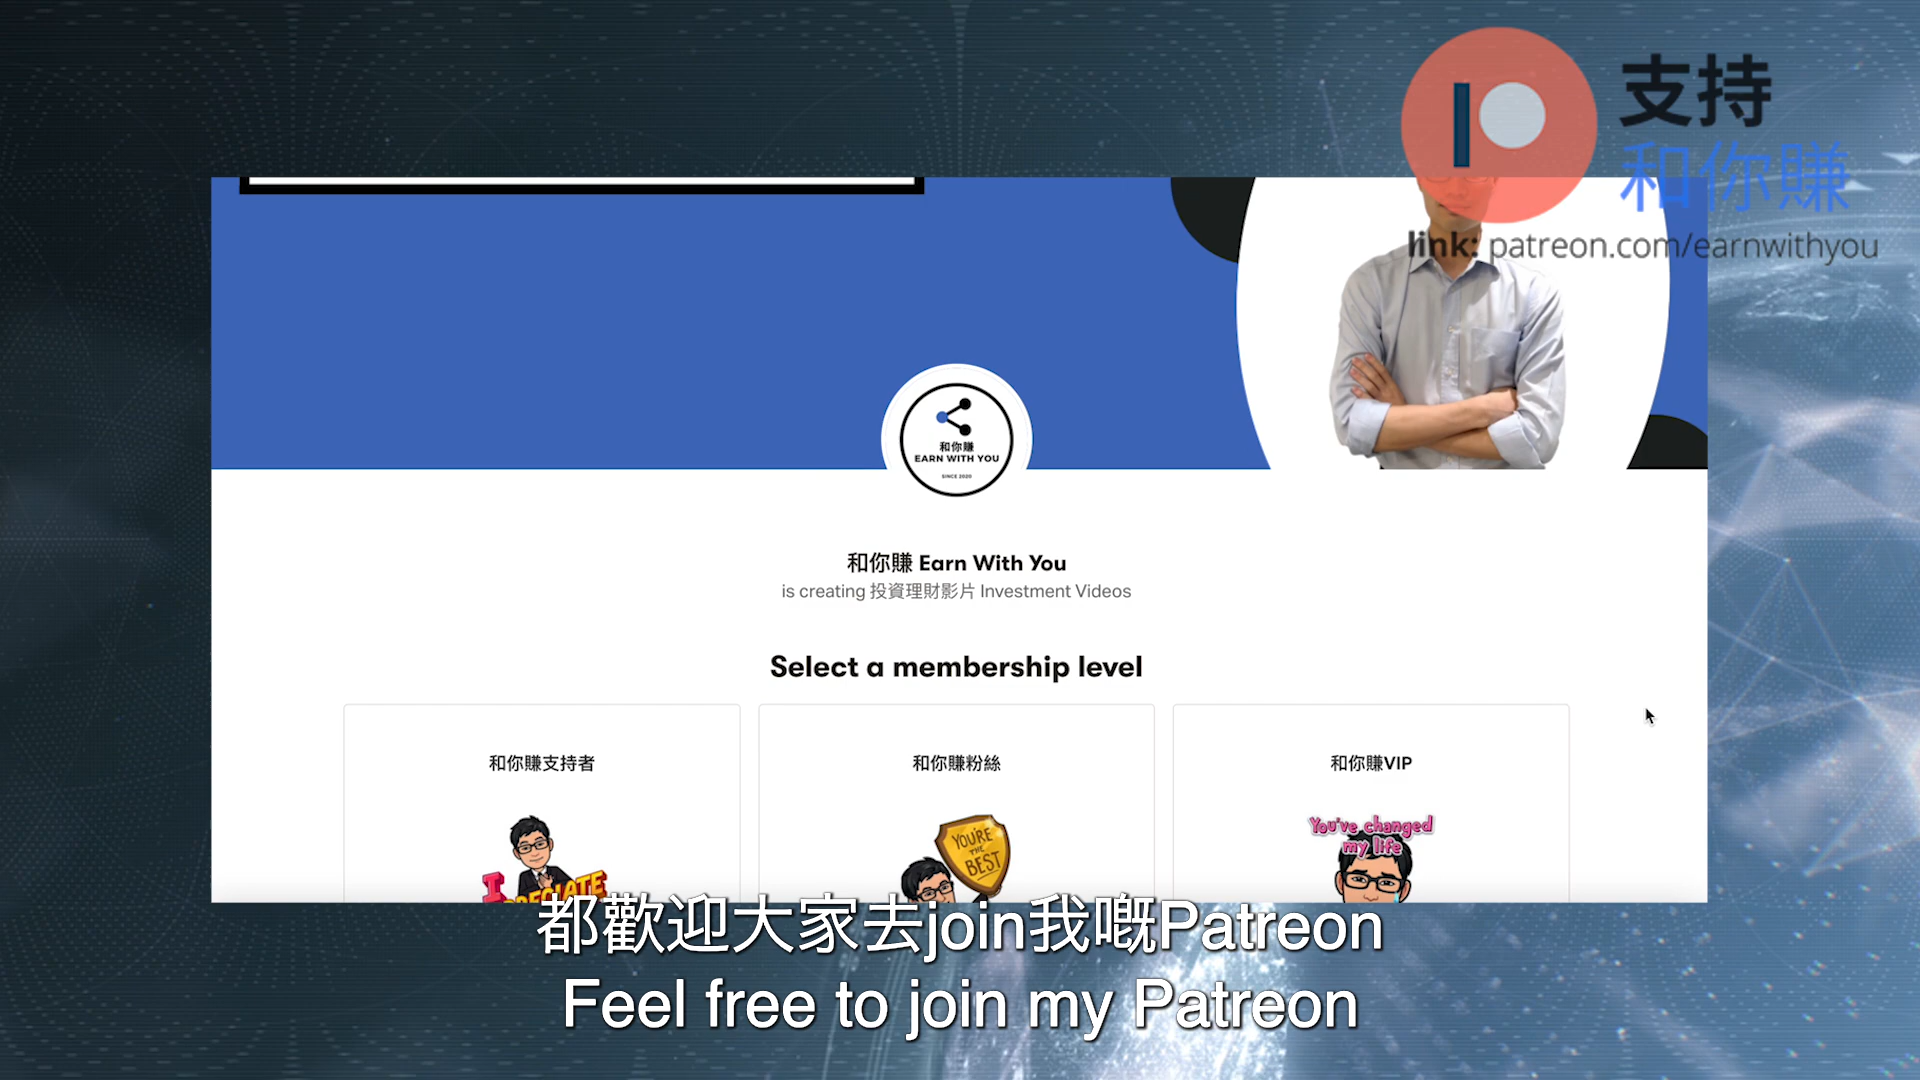 支持
和你賺
link: patreon.com/earnwithyou
和你賺
EARN WITH YOU
SINCE 2020
和你賺 Earn With You
is creating 投資理財影片 Investment Videos
Select a membership level
和你賺支持者
和你賺粉絲
和你賺VIP
YOU'RE
THE
BEST
You've changed
my life
都歡迎大家去join我嘅Patreon
Feel free to join my Patreon